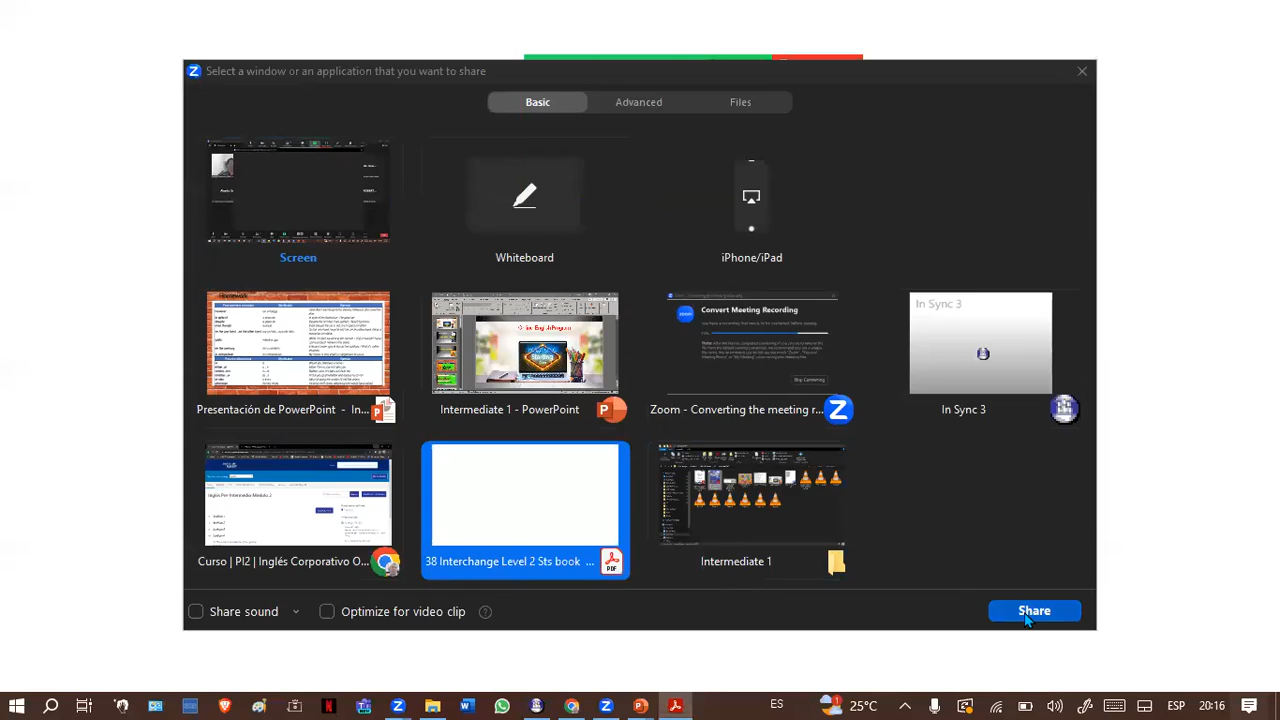 Select a window or an application that you want to share
Basic
Advanced
Files
Screen
Whiteboard
iPhone/iPad
Convert Meeting Recording
Stop Converting
In Sync 3
Presentación de PowerPoint - In...
Intermediate 1 - PowerPoint
Zoom - Converting the meeting r...
In Sync 3
Curso | PI2 | Inglés Corporativo O...
38 Interchange Level 2 Sts book ...
PDF
Intermediate 1
Share sound
Optimize for video clip
?
Share
ES
25°C
ESP
20:16